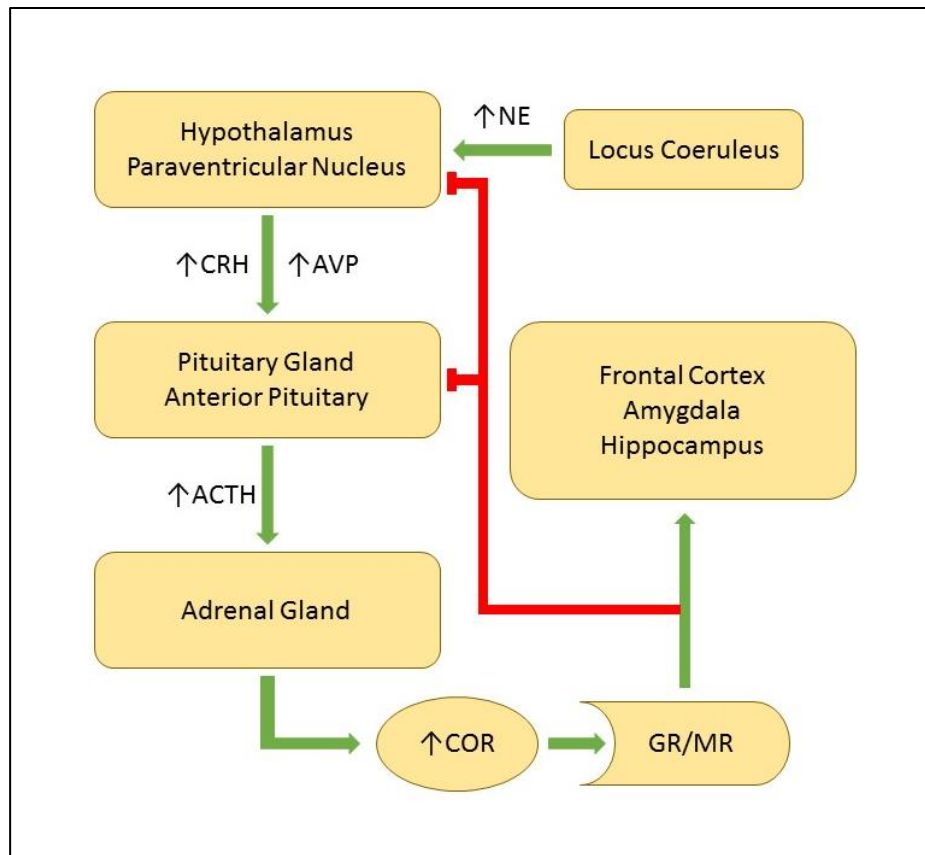 Hypothalamus
Paraventricular Nucleus
↑NE
Locus Coeruleus
↑CRH
↑AVP
Pituitary Gland
Anterior Pituitary
Frontal Cortex
Amygdala
Hippocampus
↑ACTH
Adrenal Gland
↑COR
GR/MR